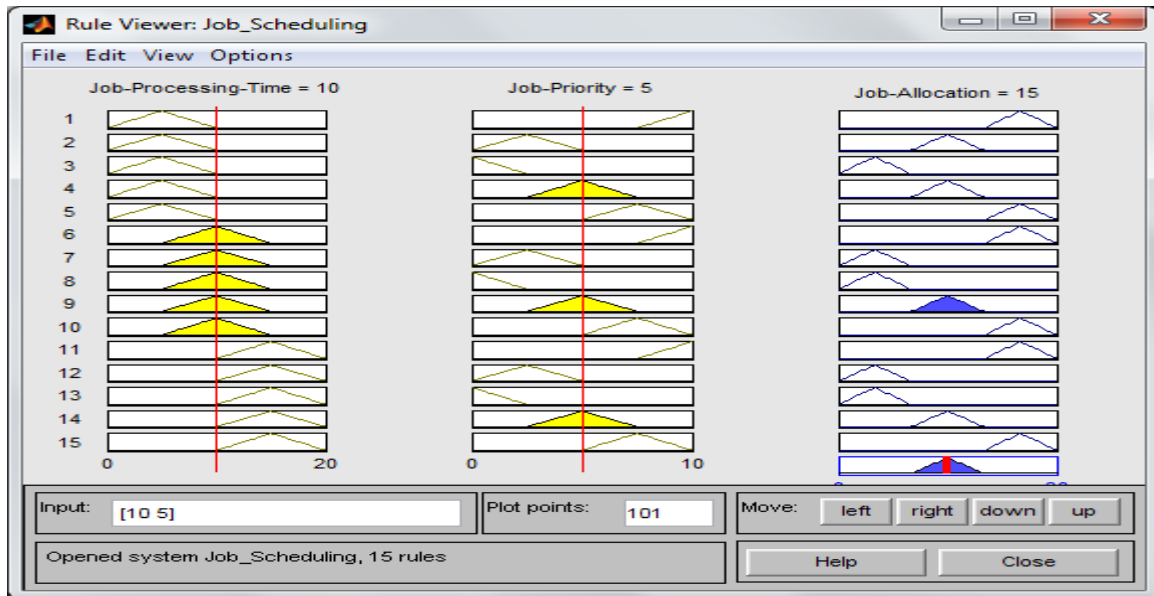 Rule Viewer: Job_Scheduling
File Edit View Options
Job-Processing-Time = 10
Job-Priority = 5
Job-Allocation = 15
1
2
3
4
5
6
7
8
9
10
11
12
13
14
15
0 20
0 10
Input: [10 5]
Plot points: 101
Move: left right down up
Opened system Job_Scheduling, 15 rules
Help Close